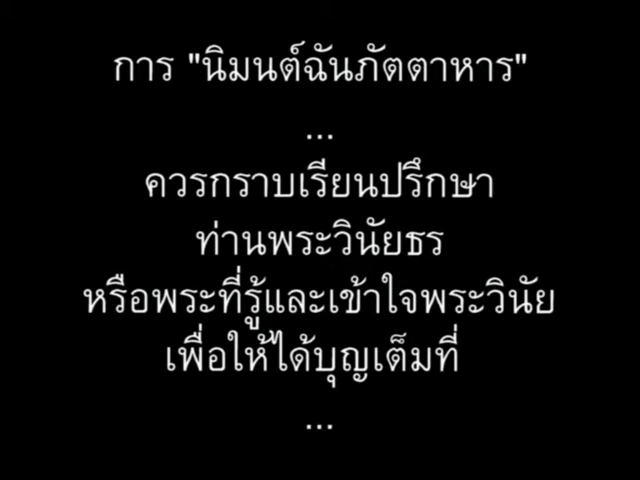 การ "นิมนต์ฉันภัตตาหาร"
...
ควรกราบเรียนปรึกษา
ท่านพระวินัยธร
หรือพระที่รู้และเข้าใจพระวินัย
เพื่อให้ได้บุญเต็มที่
...